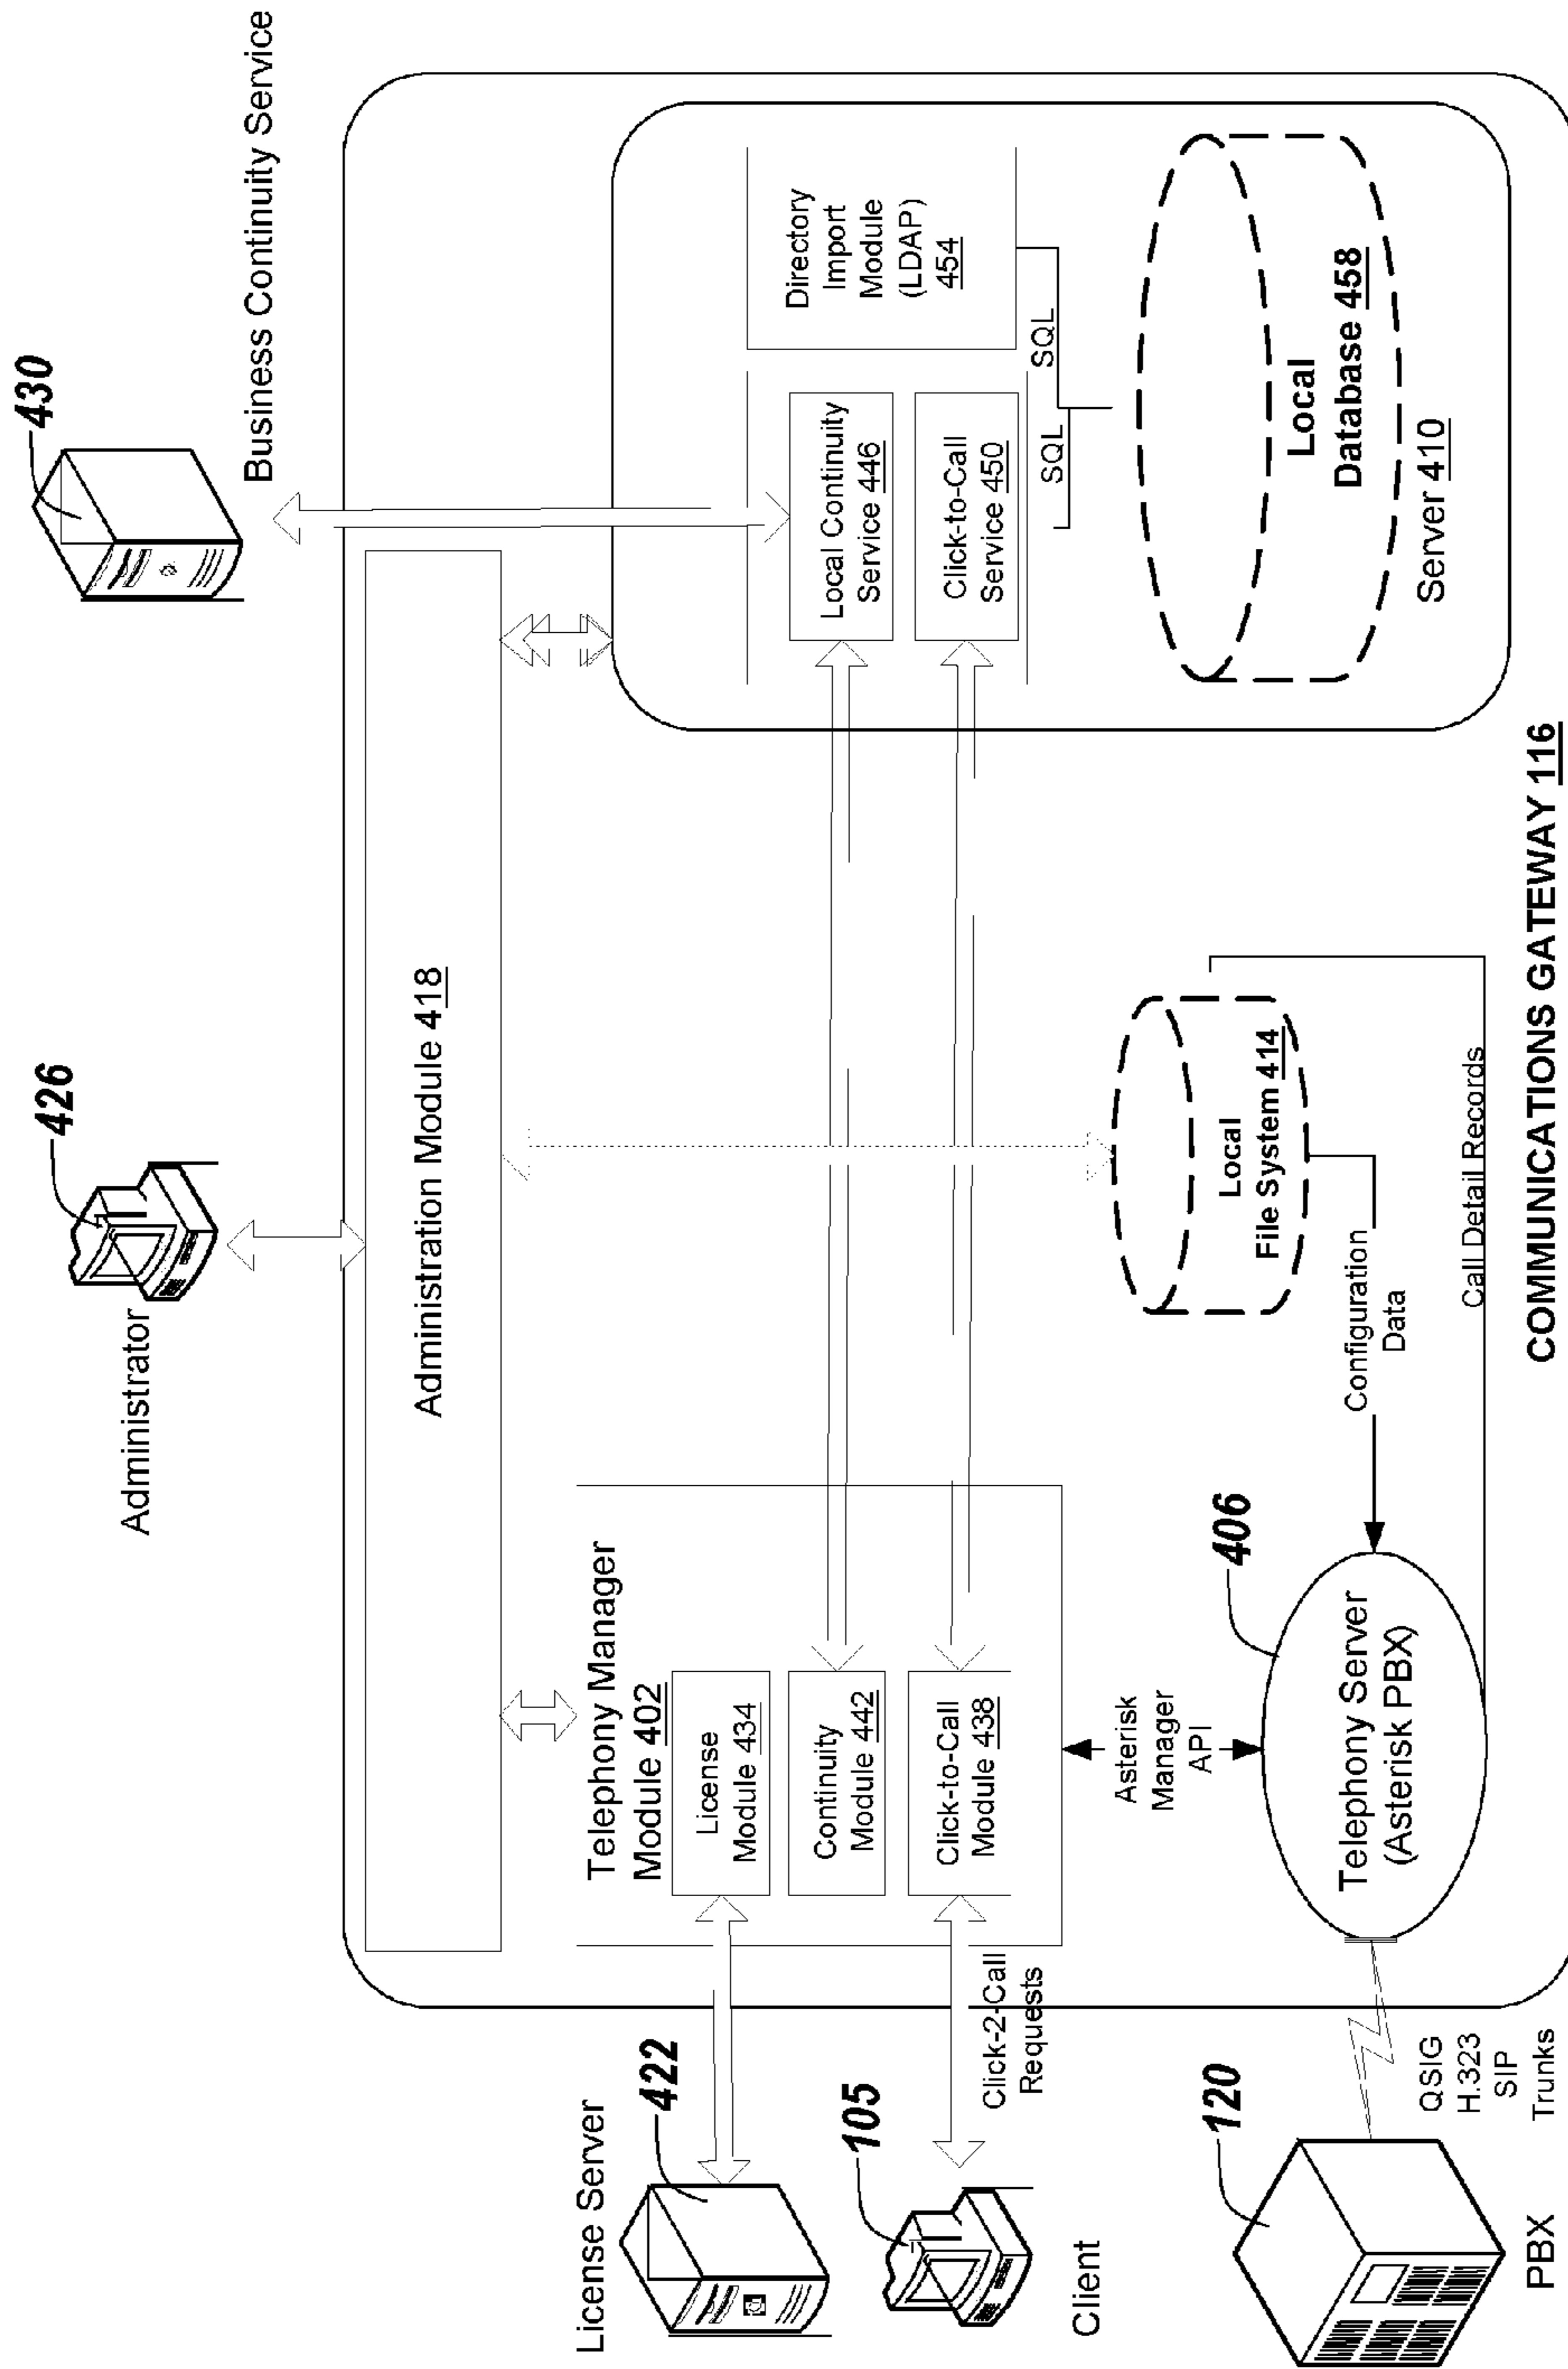 430
Business Continuity Service
426
Administrator
Administration Module 418
License Server
422
Telephony Manager
Module 402
License
Module 434
Continuity
Module 442
Click-to-Call
Module 438
Local Continuity
Service 446
Click-to-Call
Service 450
Directory
Import
Module
(LDAP)
454
SQL
SQL
105
Client
Click-2-Call
Requests
Asterisk
Manager
API
Local
File System 414
Local
Database 458
Server 410
406
Telephony Server
(Asterisk PBX)
Configuration
Data
Call Detail Records
120
PBX
QSIG
H.323
SIP
Trunks
COMMUNICATIONS GATEWAY 116